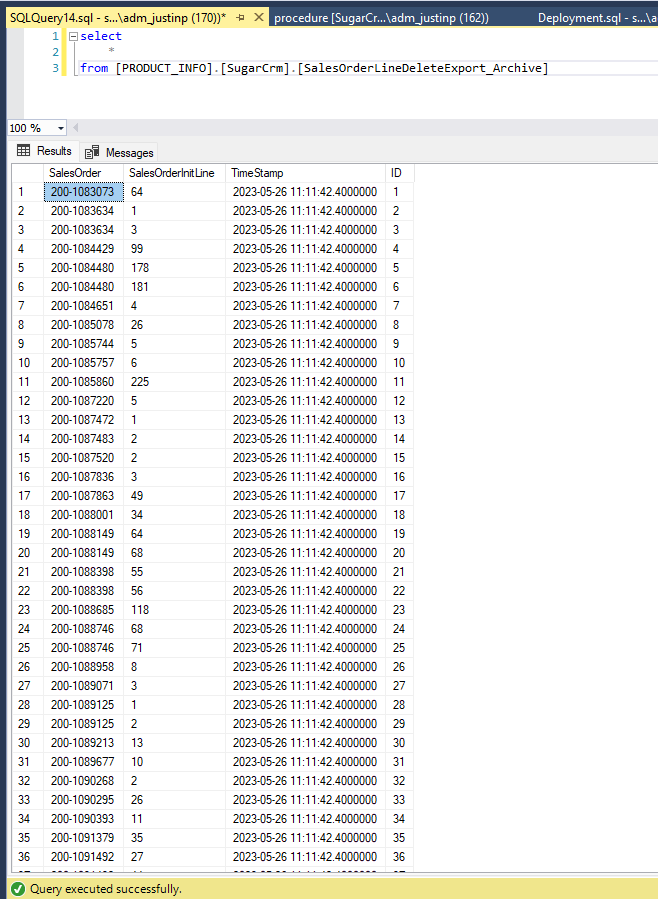 SQLQuery14.sql - s...\adm_justinp (170))* procedure [SugarCr...\adm_justinp (162)) Deployment.sql - s...\a
1 select
2 *
3 from [PRODUCT_INFO].[SugarCrm].[SalesOrderLineDeleteExport_Archive]
100 %
Results Messages
SalesOrder SalesOrderInitLine TimeStamp ID
1 200-1083073 64 2023-05-26 11:11:42.4000000 1
2 200-1083634 1 2023-05-26 11:11:42.4000000 2
3 200-1083634 3 2023-05-26 11:11:42.4000000 3
4 200-1084429 99 2023-05-26 11:11:42.4000000 4
5 200-1084480 178 2023-05-26 11:11:42.4000000 5
6 200-1084480 181 2023-05-26 11:11:42.4000000 6
7 200-1084651 4 2023-05-26 11:11:42.4000000 7
8 200-1085078 26 2023-05-26 11:11:42.4000000 8
9 200-1085744 5 2023-05-26 11:11:42.4000000 9
10 200-1085757 6 2023-05-26 11:11:42.4000000 10
11 200-1085860 225 2023-05-26 11:11:42.4000000 11
12 200-1087220 5 2023-05-26 11:11:42.4000000 12
13 200-1087472 1 2023-05-26 11:11:42.4000000 13
14 200-1087483 2 2023-05-26 11:11:42.4000000 14
15 200-1087520 2 2023-05-26 11:11:42.4000000 15
16 200-1087836 3 2023-05-26 11:11:42.4000000 16
17 200-1087863 49 2023-05-26 11:11:42.4000000 17
18 200-1088001 34 2023-05-26 11:11:42.4000000 18
19 200-1088149 64 2023-05-26 11:11:42.4000000 19
20 200-1088149 68 2023-05-26 11:11:42.4000000 20
21 200-1088398 55 2023-05-26 11:11:42.4000000 21
22 200-1088398 56 2023-05-26 11:11:42.4000000 22
23 200-1088685 118 2023-05-26 11:11:42.4000000 23
24 200-1088746 68 2023-05-26 11:11:42.4000000 24
25 200-1088746 71 2023-05-26 11:11:42.4000000 25
26 200-1088958 8 2023-05-26 11:11:42.4000000 26
27 200-1089071 3 2023-05-26 11:11:42.4000000 27
28 200-1089125 1 2023-05-26 11:11:42.4000000 28
29 200-1089125 2 2023-05-26 11:11:42.4000000 29
30 200-1089213 13 2023-05-26 11:11:42.4000000 30
31 200-1089677 10 2023-05-26 11:11:42.4000000 31
32 200-1090268 2 2023-05-26 11:11:42.4000000 32
33 200-1090295 26 2023-05-26 11:11:42.4000000 33
34 200-1090393 11 2023-05-26 11:11:42.4000000 34
35 200-1091379 35 2023-05-26 11:11:42.4000000 35
36 200-1091492 27 2023-05-26 11:11:42.4000000 36
Query executed successfully.